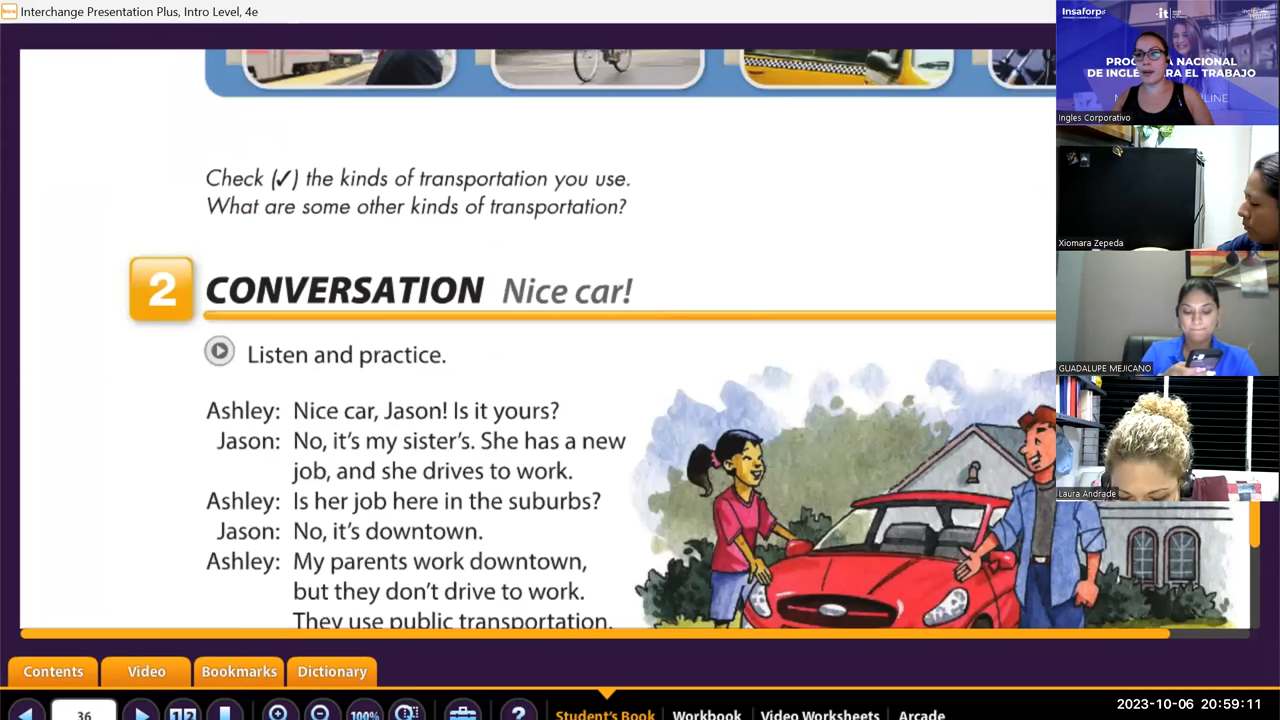 Interchange Presentation Plus, Intro Level, 4e
Check (✓) the kinds of transportation you use.
What are some other kinds of transportation?
2 CONVERSATION Nice car!
Listen and practice.
Ashley: Nice car, Jason! Is it yours?
Jason: No, it's my sister's. She has a new
job, and she drives to work.
Ashley: Is her job here in the suburbs?
Jason: No, it's downtown.
Ashley: My parents work downtown,
but they don't drive to work.
They use public transportation.
Contents Video Bookmarks Dictionary
36 1 2 100% ? Student's Book Workbook Video Worksheets Arcade
Insaforp
Ingles Corporativo
Xiomara Zepeda
GUADALUPE MEJICANO
Laura Andrade
2023-10-06 20:59:11